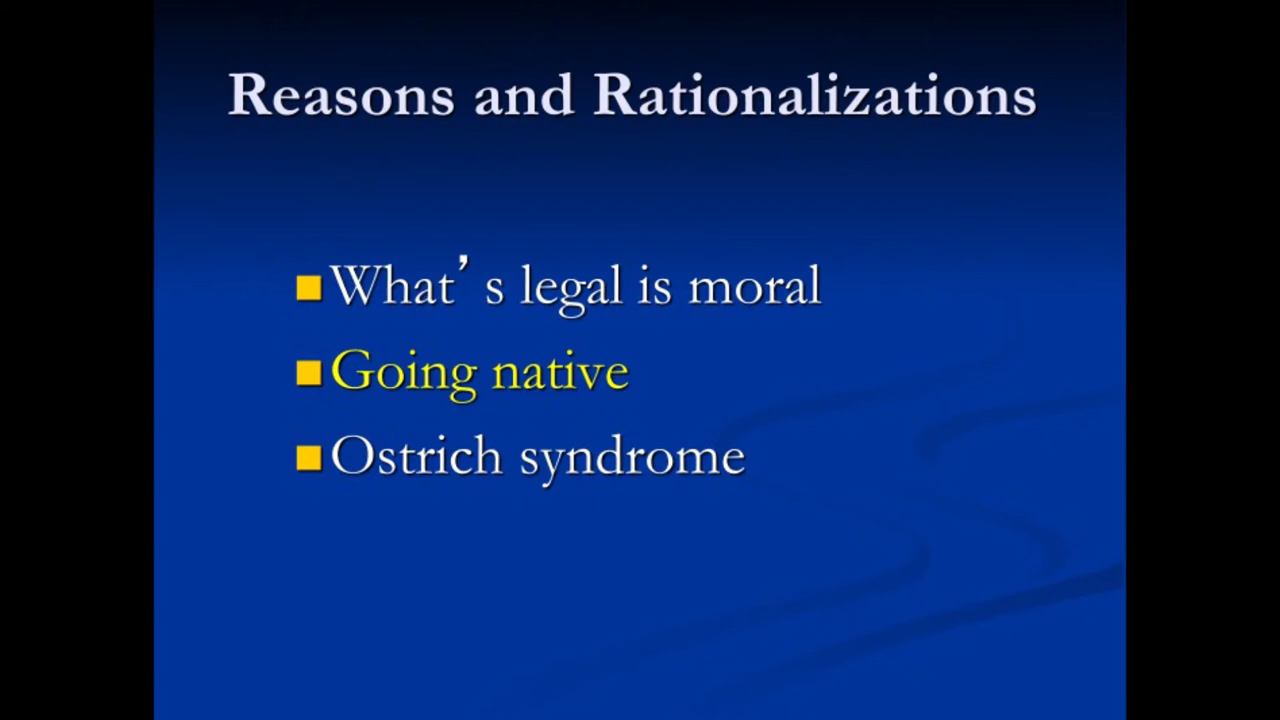 Reasons and Rationalizations
What's legal is moral
Going native
Ostrich syndrome